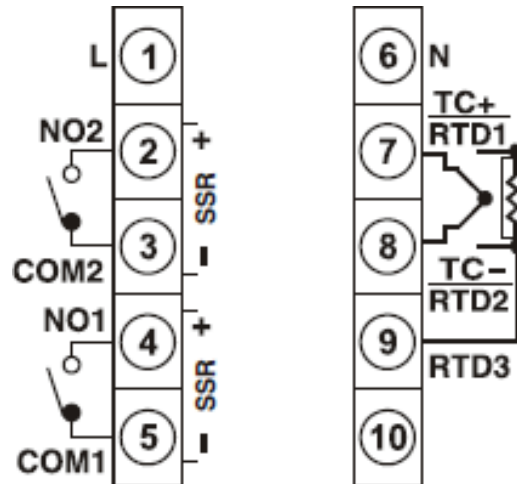 L 1
NO2 2 +
SSR
3 -
COM2
NO1 4 +
SSR
5 -
COM1
6 N
TC+
7 RTD1
8
TC-
RTD2
9 RTD3
10